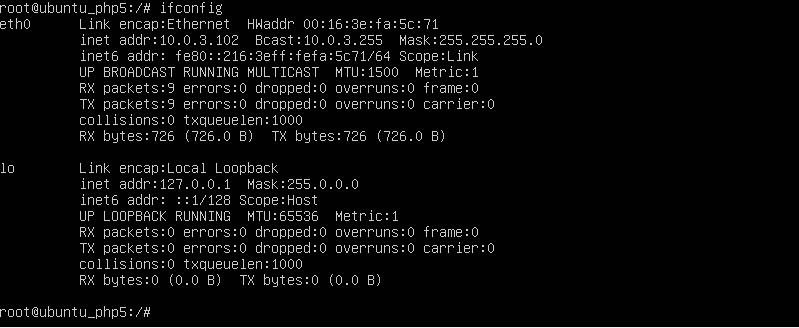 root@ubuntu_php5:/# ifconfig
eth0      Link encap:Ethernet  HWaddr 00:16:3e:fa:5c:71
          inet addr:10.0.3.102  Bcast:10.0.3.255  Mask:255.255.255.0
          inet6 addr: fe80::216:3eff:fefa:5c71/64 Scope:Link
          UP BROADCAST RUNNING MULTICAST  MTU:1500  Metric:1
          RX packets:9 errors:0 dropped:0 overruns:0 frame:0
          TX packets:9 errors:0 dropped:0 overruns:0 carrier:0
          collisions:0 txqueuelen:1000
          RX bytes:726 (726.0 B)  TX bytes:726 (726.0 B)
lo        Link encap:Local Loopback
          inet addr:127.0.0.1  Mask:255.0.0.0
          inet6 addr: ::1/128 Scope:Host
          UP LOOPBACK RUNNING  MTU:65536  Metric:1
          RX packets:0 errors:0 dropped:0 overruns:0 frame:0
          TX packets:0 errors:0 dropped:0 overruns:0 carrier:0
          collisions:0 txqueuelen:1000
          RX bytes:0 (0.0 B)  TX bytes:0 (0.0 B)
root@ubuntu_php5:/#